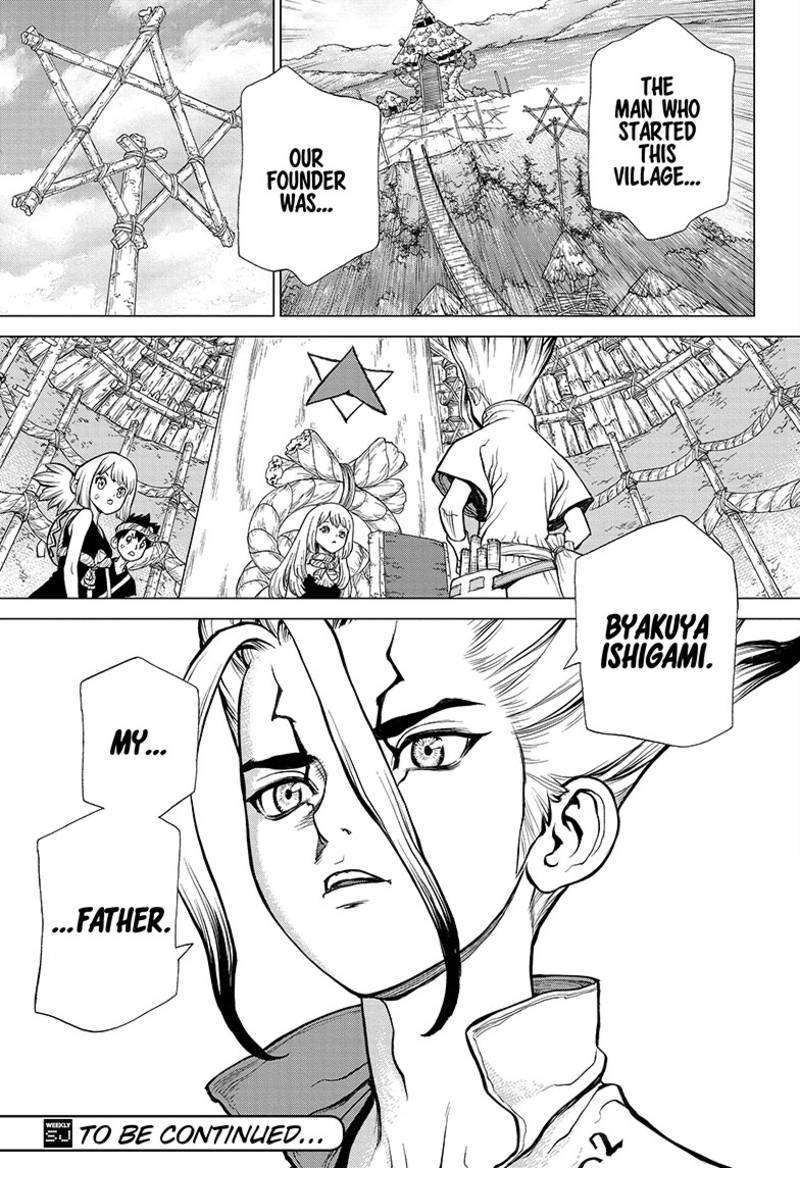 THE
MAN WHO
STARTED
THIS
VILLAGE...
OUR
FOUNDER
WAS...
BYAKUYA
ISHIGAMI.
MY...
...FATHER.
WEEKLY
SJ
TO BE CONTINUED...